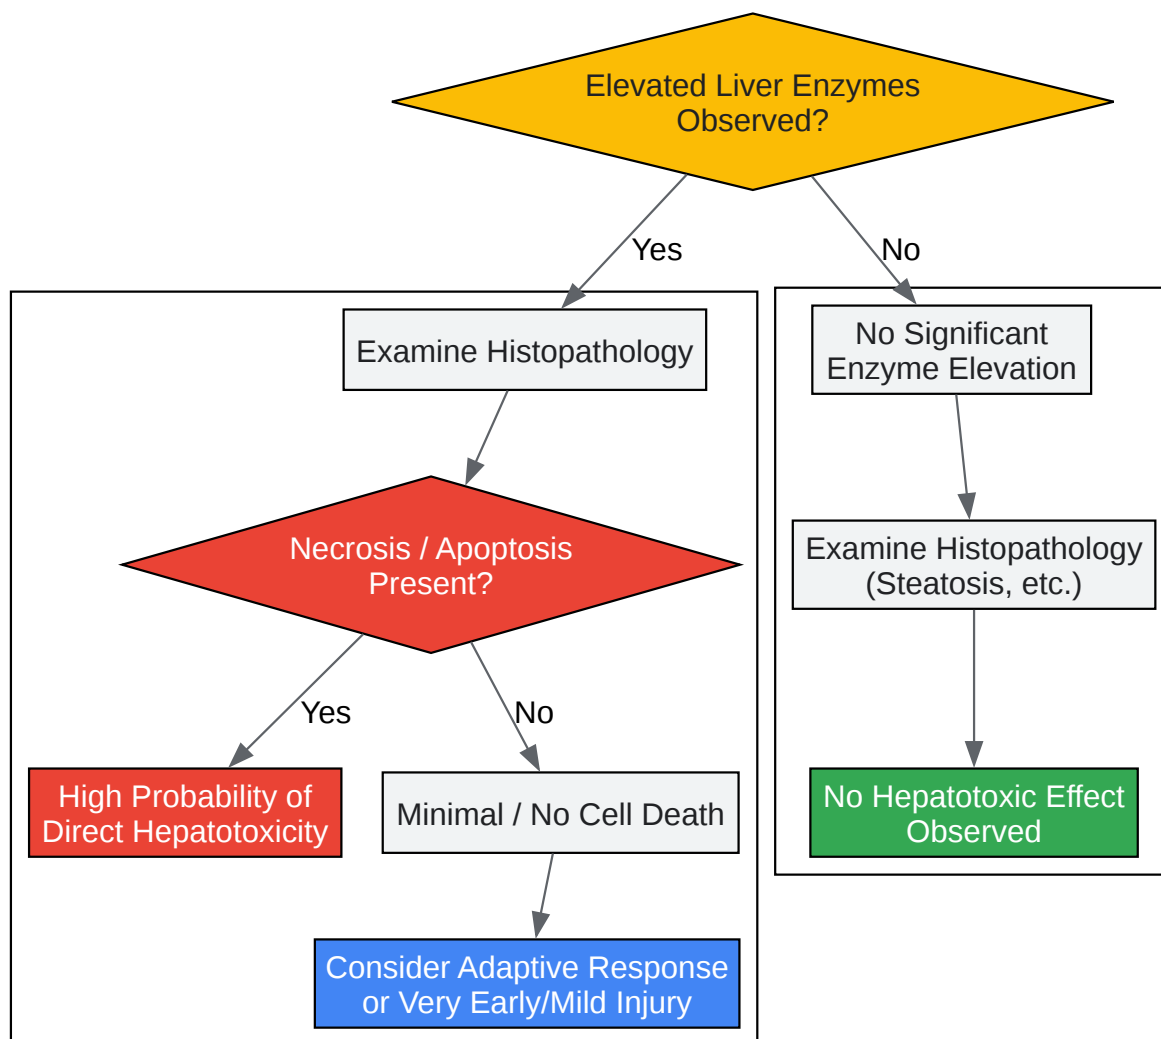 Elevated Liver Enzymes
Observed?
Yes
No
Examine Histopathology
No Significant
Enzyme Elevation
Necrosis / Apoptosis
Present?
Examine Histopathology
(Steatosis, etc.)
Yes
No
High Probability of
Direct Hepatotoxicity
Minimal / No Cell Death
No Hepatotoxic Effect
Observed
Consider Adaptive Response
or Very Early/Mild Injury